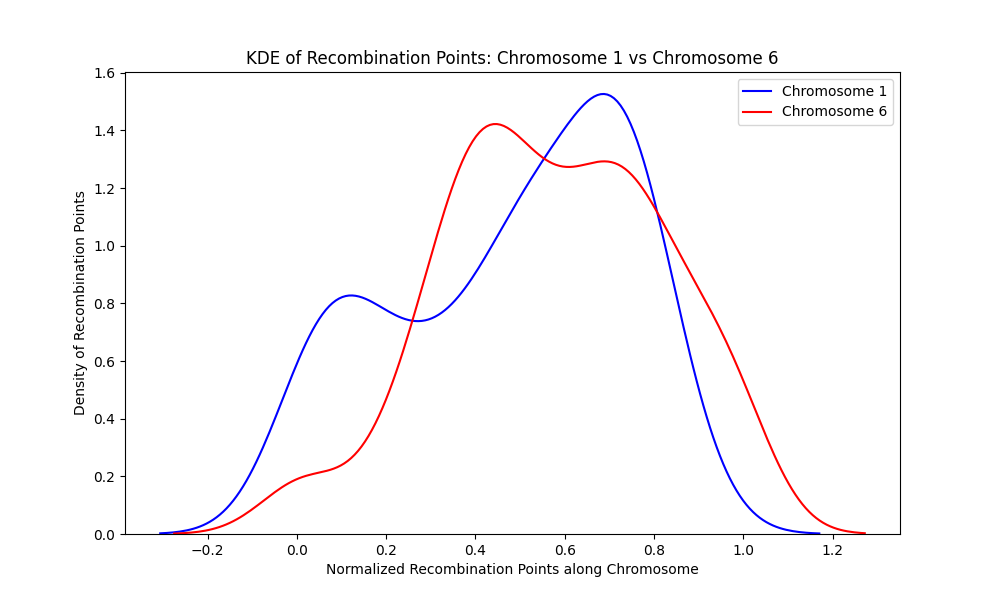 KDE of Recombination Points: Chromosome 1 vs Chromosome 6
Chromosome 1
Chromosome 6
Density of Recombination Points
1.6
1.4
1.2
1.0
0.8
0.6
0.4
0.2
0.0
−0.2 0.0 0.2 0.4 0.6 0.8 1.0 1.2
Normalized Recombination Points along Chromosome